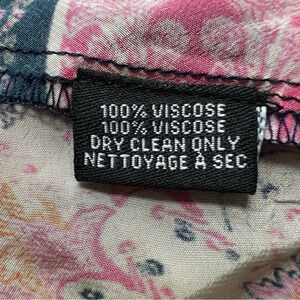 100% VISCOSE
100% VISCOSE
DRY CLEAN ONLY
NETTOYAGE À SEC